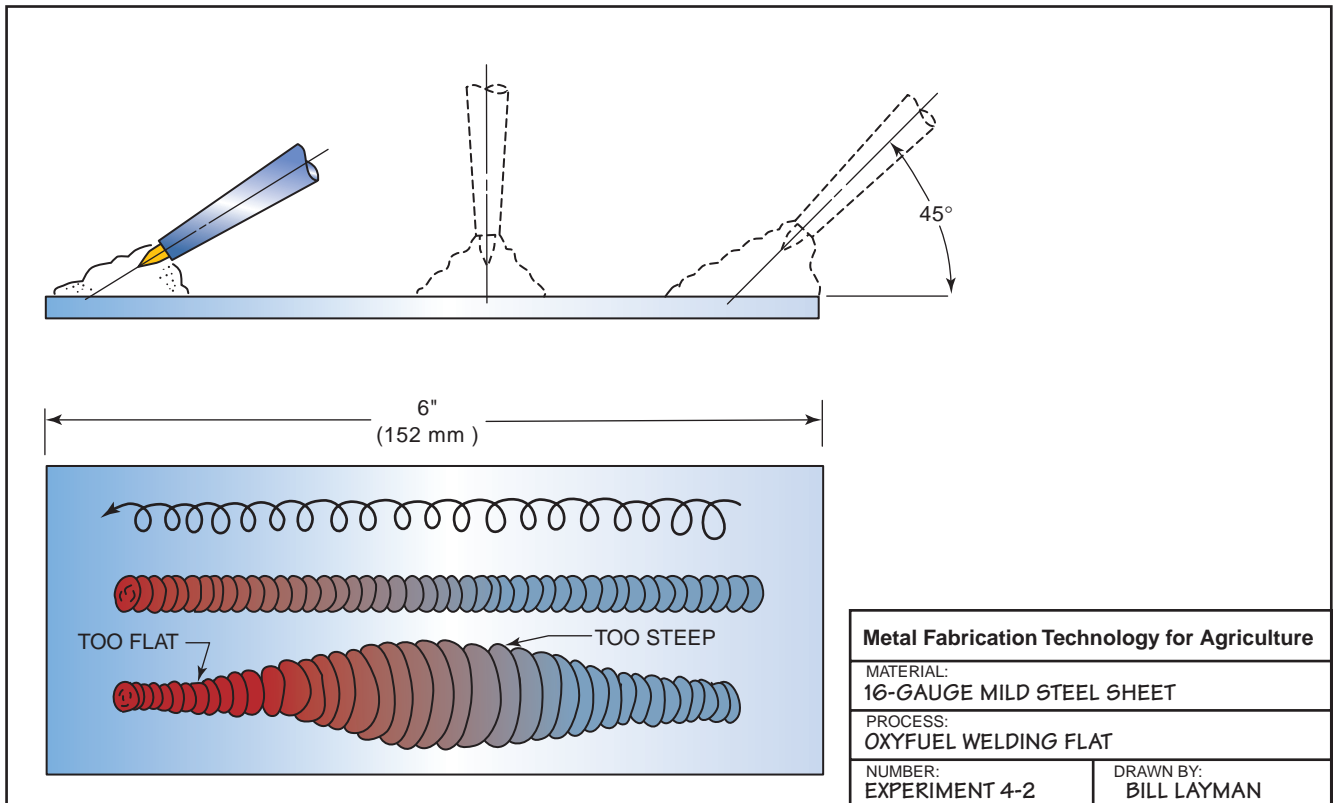 45°
6"
(152 mm )
TOO FLAT
TOO STEEP
Metal Fabrication Technology for Agriculture
MATERIAL:
16-GAUGE MILD STEEL SHEET
PROCESS:
OXYFUEL WELDING FLAT
NUMBER:
EXPERIMENT 4-2
DRAWN BY:
BILL LAYMAN